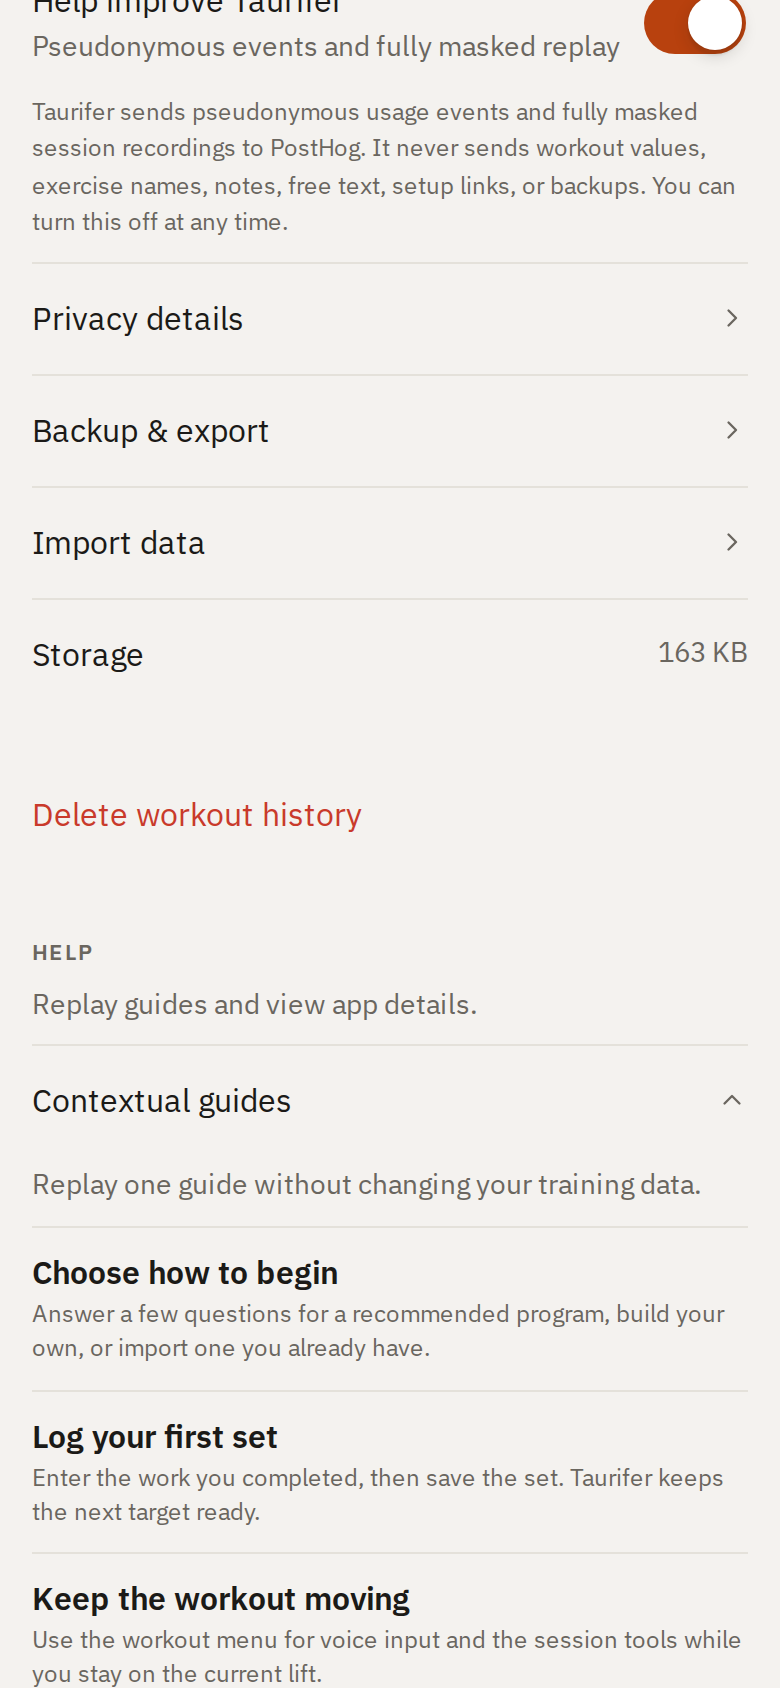 Help improve Taurifer
Pseudonymous events and fully masked replay
Taurifer sends pseudonymous usage events and fully masked
session recordings to PostHog. It never sends workout values,
exercise names, notes, free text, setup links, or backups. You can
turn this off at any time.
Privacy details
Backup & export
Import data
Storage
163 KB
Delete workout history
HELP
Replay guides and view app details.
Contextual guides
Replay one guide without changing your training data.
Choose how to begin
Answer a few questions for a recommended program, build your
own, or import one you already have.
Log your first set
Enter the work you completed, then save the set. Taurifer keeps
the next target ready.
Keep the workout moving
Use the workout menu for voice input and the session tools while
you stay on the current lift.